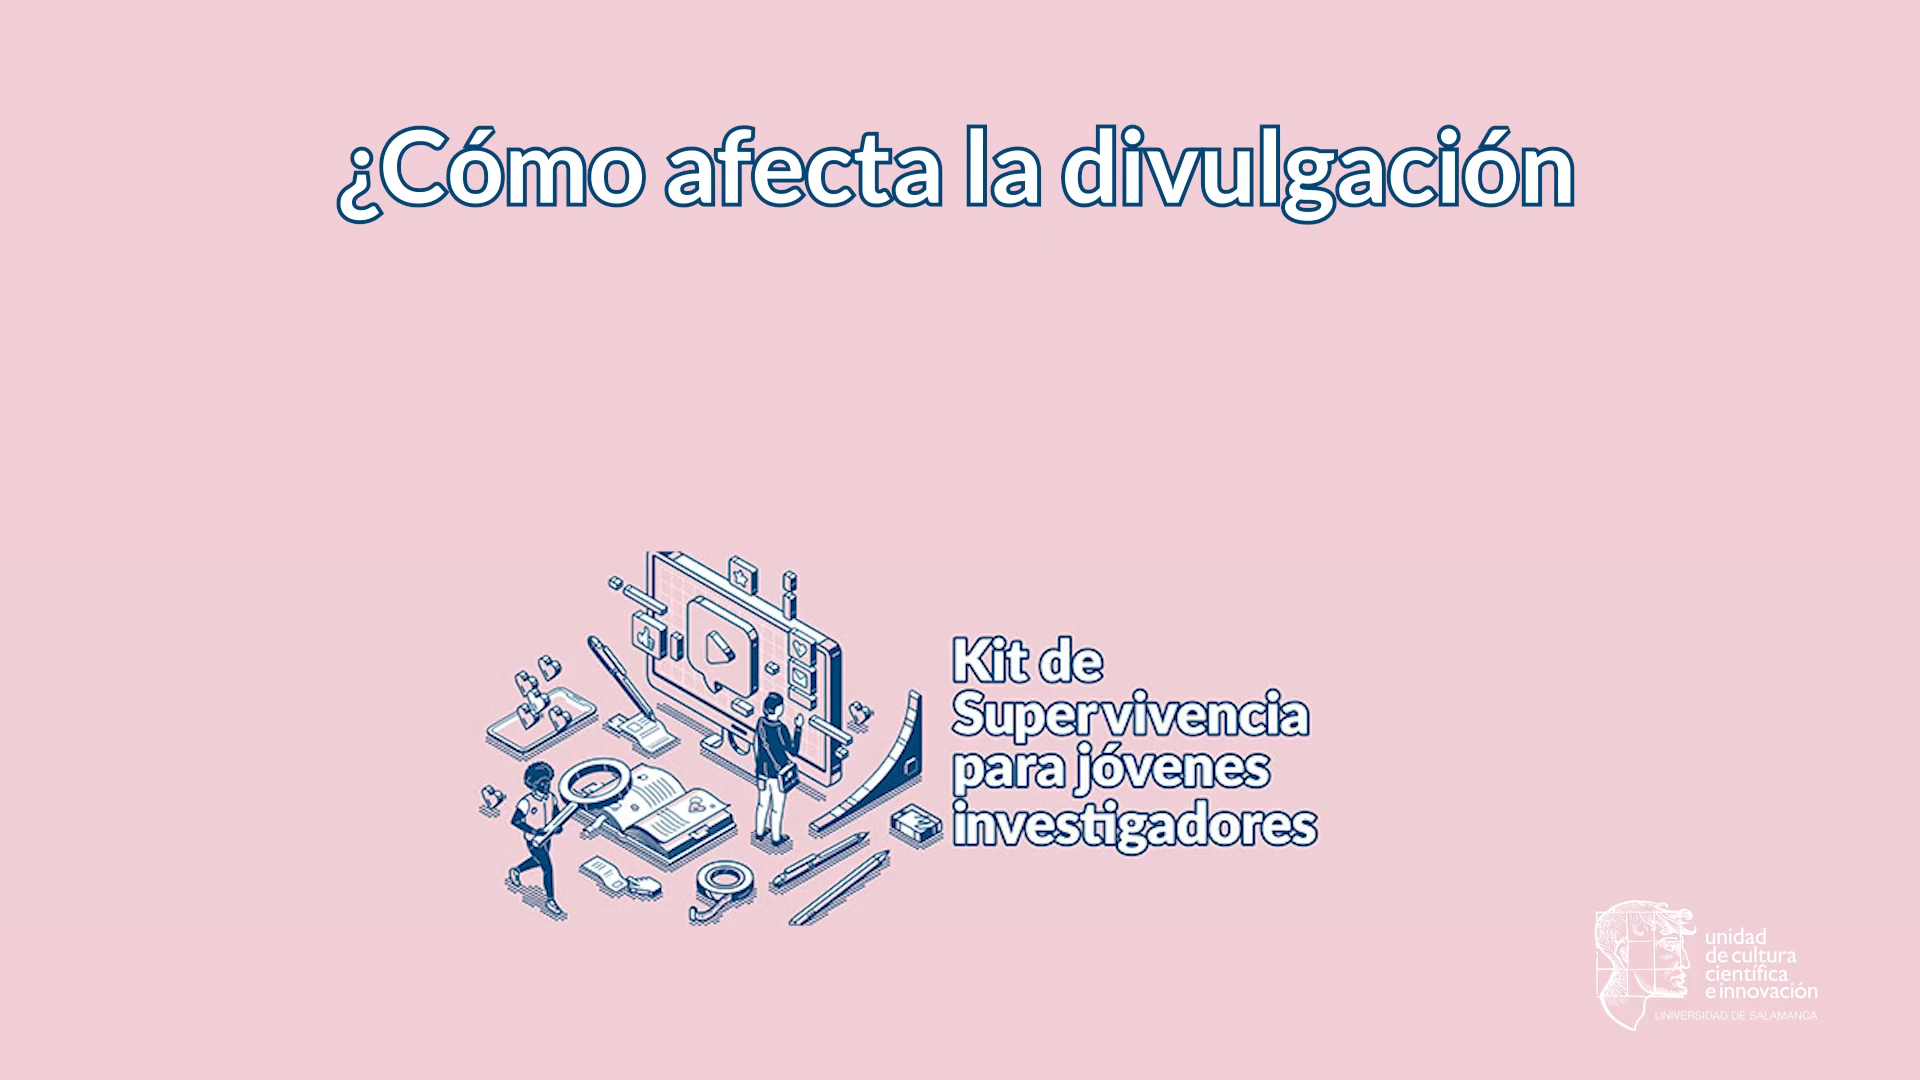 ¿Cómo afecta la divulgación
Kit de
Supervivencia
para jóvenes
investigadores
unidad
de cultura
científica
e innovación
UNIVERSIDAD DE SALAMANCA